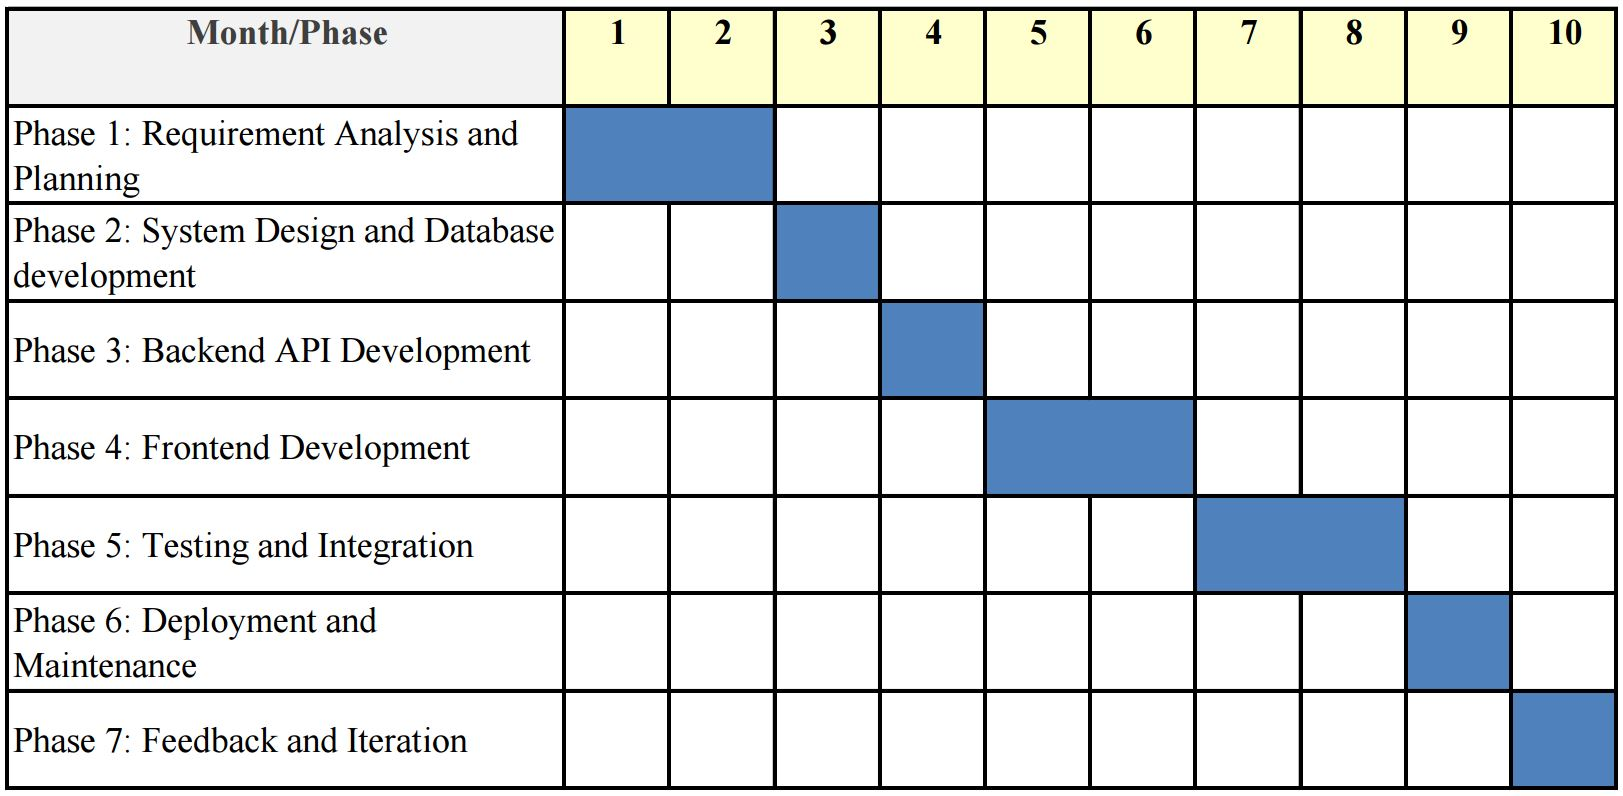 Month/Phase 1 2 3 4 5 6 7 8 9 10
Phase 1: Requirement Analysis and
Planning
Phase 2: System Design and Database
development
Phase 3: Backend API Development
Phase 4: Frontend Development
Phase 5: Testing and Integration
Phase 6: Deployment and
Maintenance
Phase 7: Feedback and Iteration